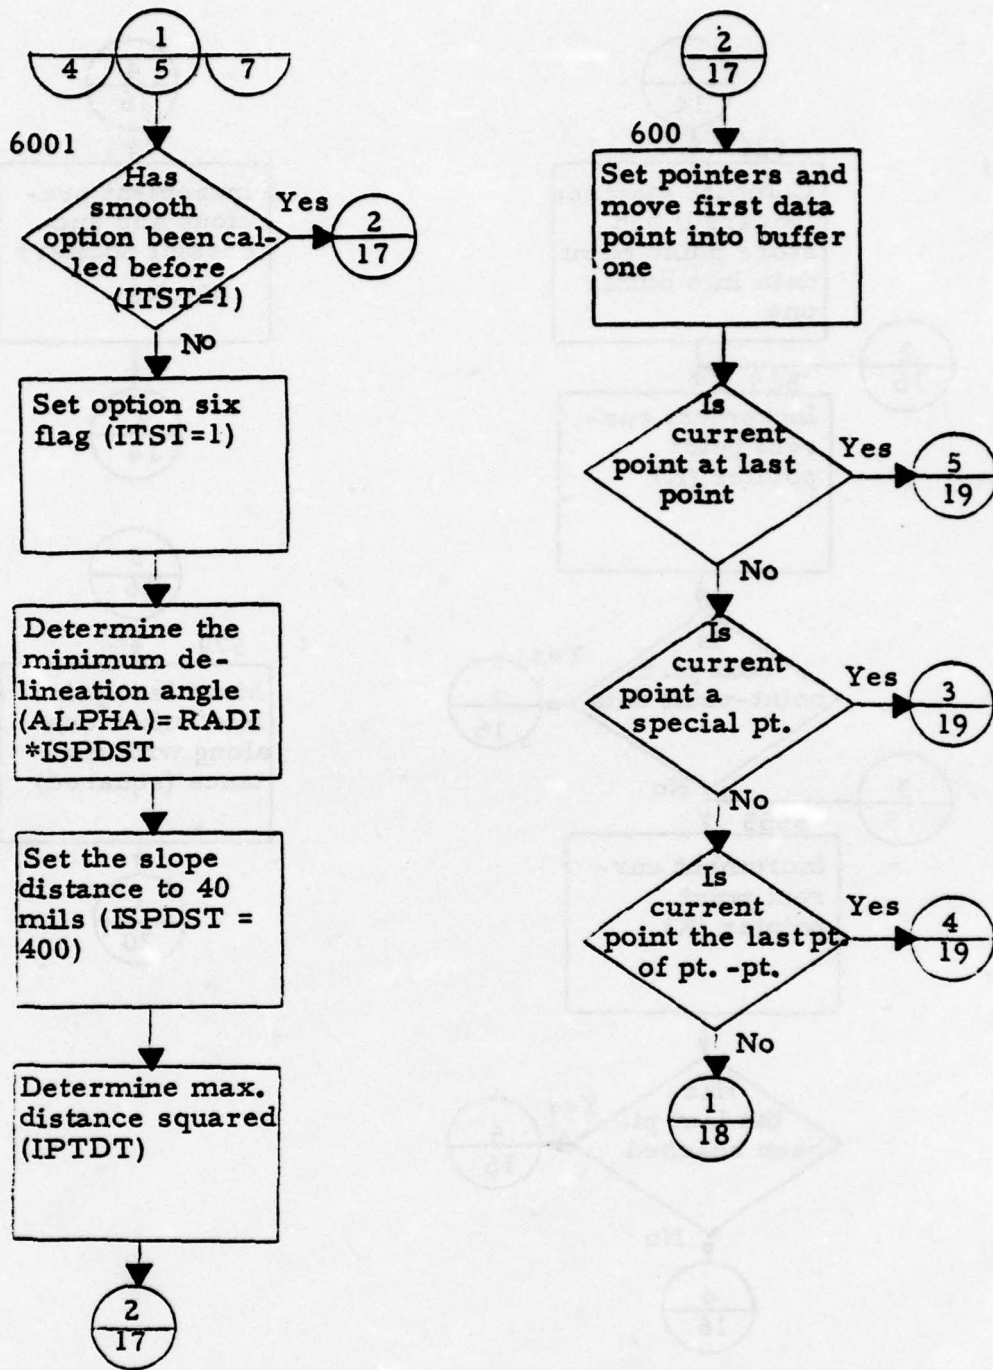 1
4 5 7
6001
Has
smooth
option been cal-
led before
(ITST=1)
Yes
2
17
No
Set option six
flag (ITST=1)
Determine the
minimum de-
lineation angle
(ALPHA)=RADI
*ISPDST
Set the slope
distance to 40
mils (ISPDST =
400)
Determine max.
distance squared
(IPTDT)
2
17
2
17
600
Set pointers and
move first data
point into buffer
one
Is
current
point at last
point
Yes
5
19
No
Is
current
point a
special pt.
Yes
3
19
No
Is
current
point the last pt.
of pt. -pt.
Yes
4
19
No
1
18